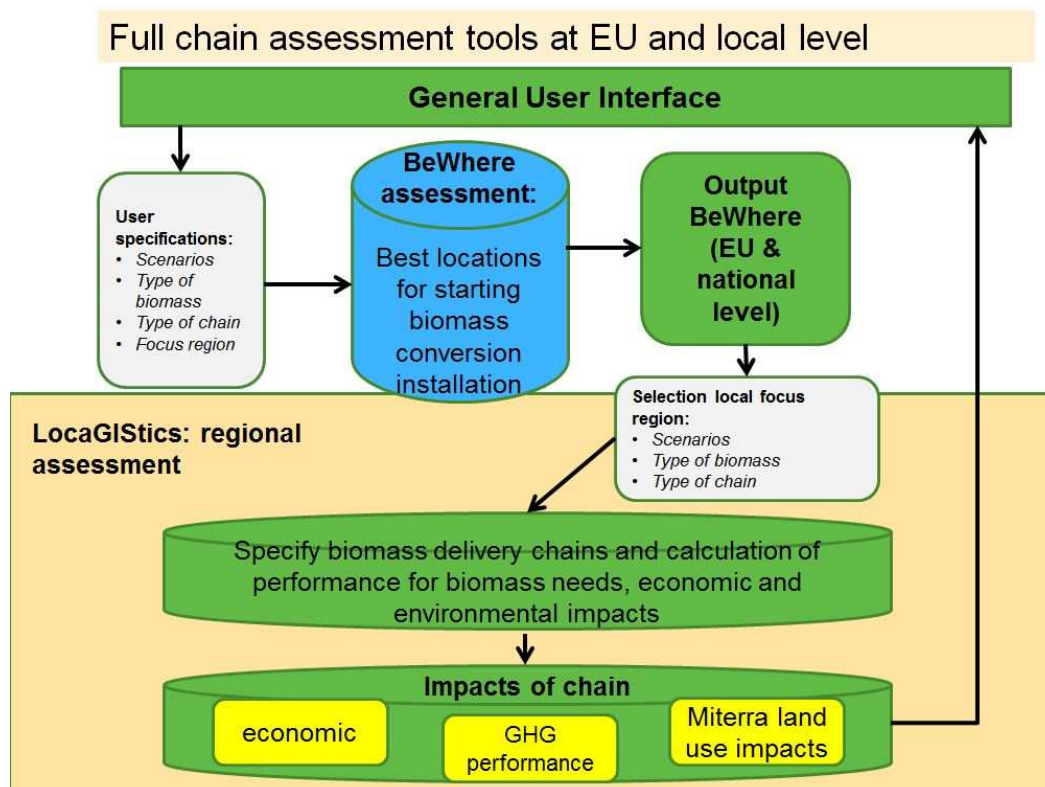 Full chain assessment tools at EU and local level
General User Interface
User
specifications:
• Scenarios
• Type of
biomass
• Type of chain
• Focus region
BeWhere
assessment:
Best locations
for starting
biomass
conversion
installation
Output
BeWhere
(EU &
national
level)
Selection local focus
region:
• Scenarios
• Type of biomass
• Type of chain
LocaGIStics: regional
assessment
Specify biomass delivery chains and calculation of
performance for biomass needs, economic and
environmental impacts
Impacts of chain
economic
GHG
performance
Miterra land
use impacts